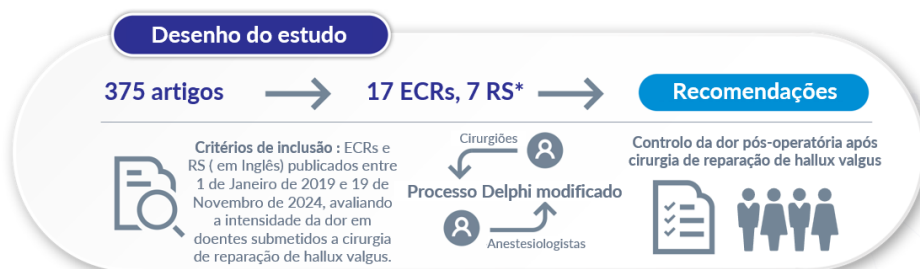 Desenho do estudo
375 artigos
17 ECRs, 7 RS*
Recomendações
Critérios de inclusão : ECRs e
RS ( em Inglês) publicados entre
1 de Janeiro de 2019 e 19 de
Novembro de 2024, avaliando
a intensidade da dor em
doentes submetidos a cirurgia
de reparação de hallux valgus.
Cirurgiões
Processo Delphi modificado
Anestesiologistas
Controlo da dor pós-operatória após
cirurgia de reparação de hallux valgus